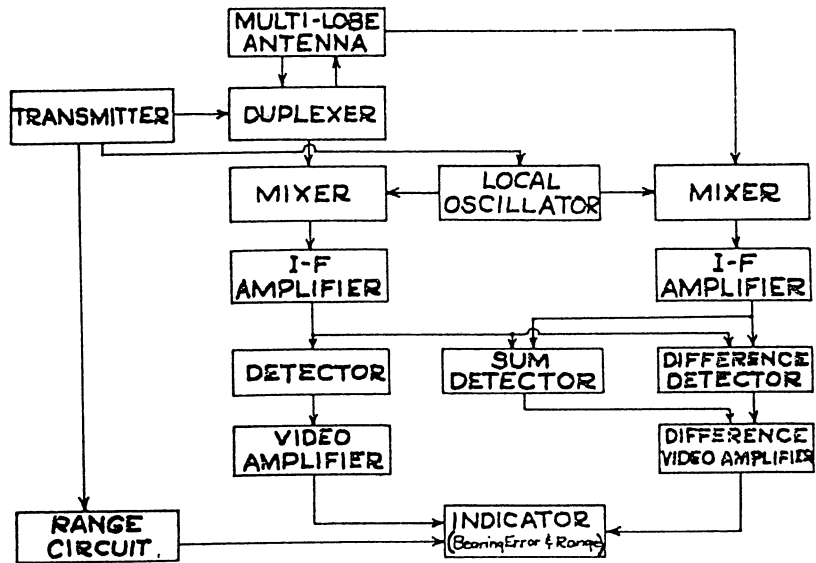 MULTI-LOBE
ANTENNA
TRANSMITTER
DUPLEXER
MIXER
LOCAL
OSCILLATOR
MIXER
I-F
AMPLIFIER
I-F
AMPLIFIER
DETECTOR
SUM
DETECTOR
DIFFERENCE
DETECTOR
VIDEO
AMPLIFIER
DIFFERENCE
VIDEO AMPLIFIER
RANGE
CIRCUIT.
INDICATOR
(Bearing Error & Range)